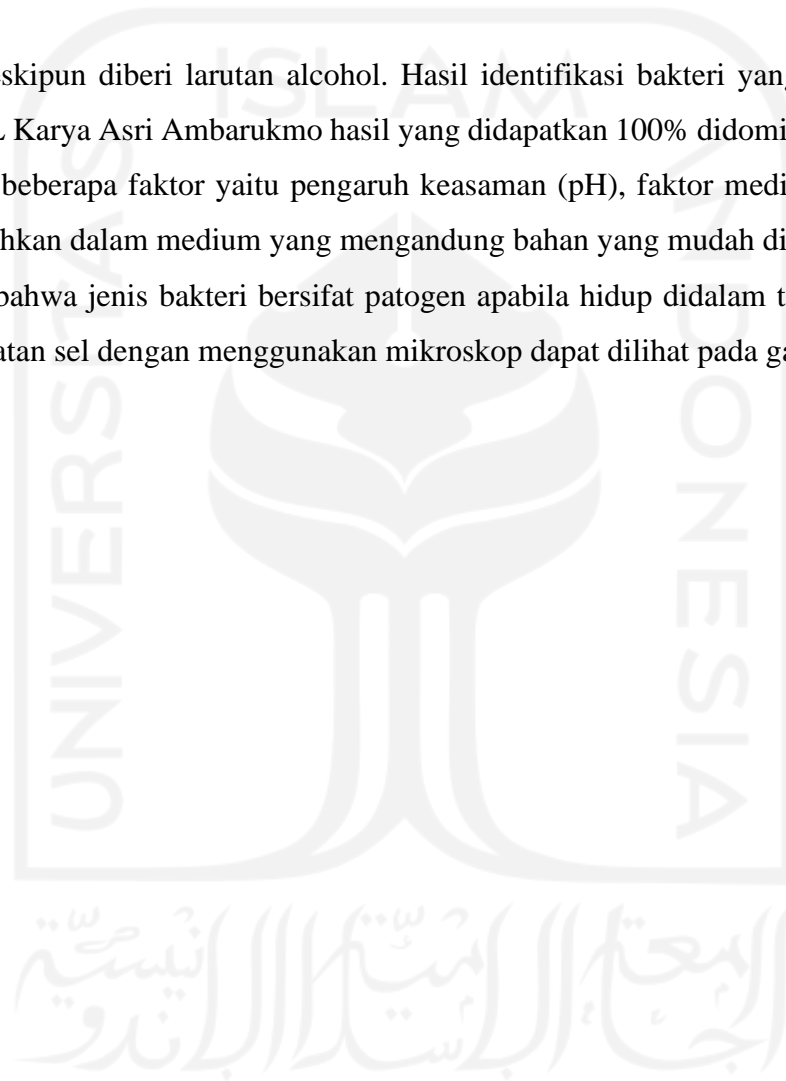 eskipun diberi larutan alcohol. Hasil identifikasi bakteri yang
Karya Asri Ambarukmo hasil yang didapatkan 100% didomi
beberapa faktor yaitu pengaruh keasaman (pH), faktor medi
hkan dalam medium yang mengandung bahan yang mudah di
bahwa jenis bakteri bersifat patogen apabila hidup didalam t
atan sel dengan menggunakan mikroskop dapat dilihat pada ga
ISLAM
UNIVERSITAS
INDONESIA